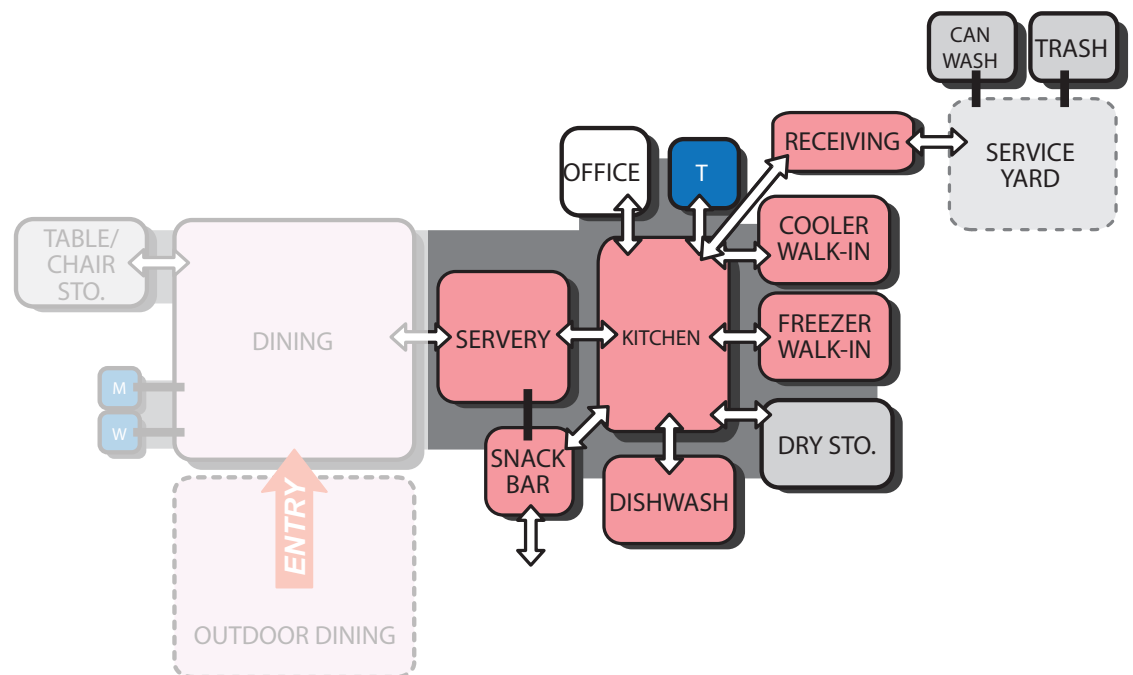 CAN
WASH
TRASH
RECEIVING
SERVICE
YARD
OFFICE
T
COOLER
WALK-IN
TABLE/
CHAIR
STO.
DINING
SERVERY
KITCHEN
FREEZER
WALK-IN
M
W
SNACK
BAR
DISHWASH
DRY STO.
ENTRY
OUTDOOR DINING